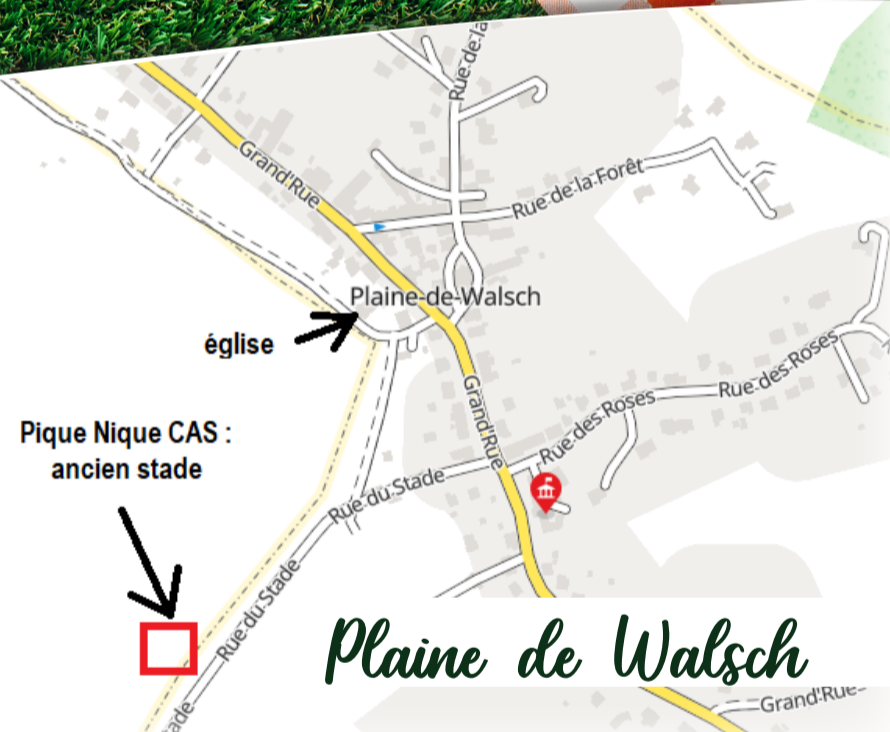 Rue de la
Grand'Rue
Rue de la Forêt
Plaine-de-Walsch
église
Rue des Roses
Grand'Rue
Rue des Roses
Pique Nique CAS :
ancien stade
Rue du Stade
Rue du Stade
Plaine de Walsch
Grand'Rue